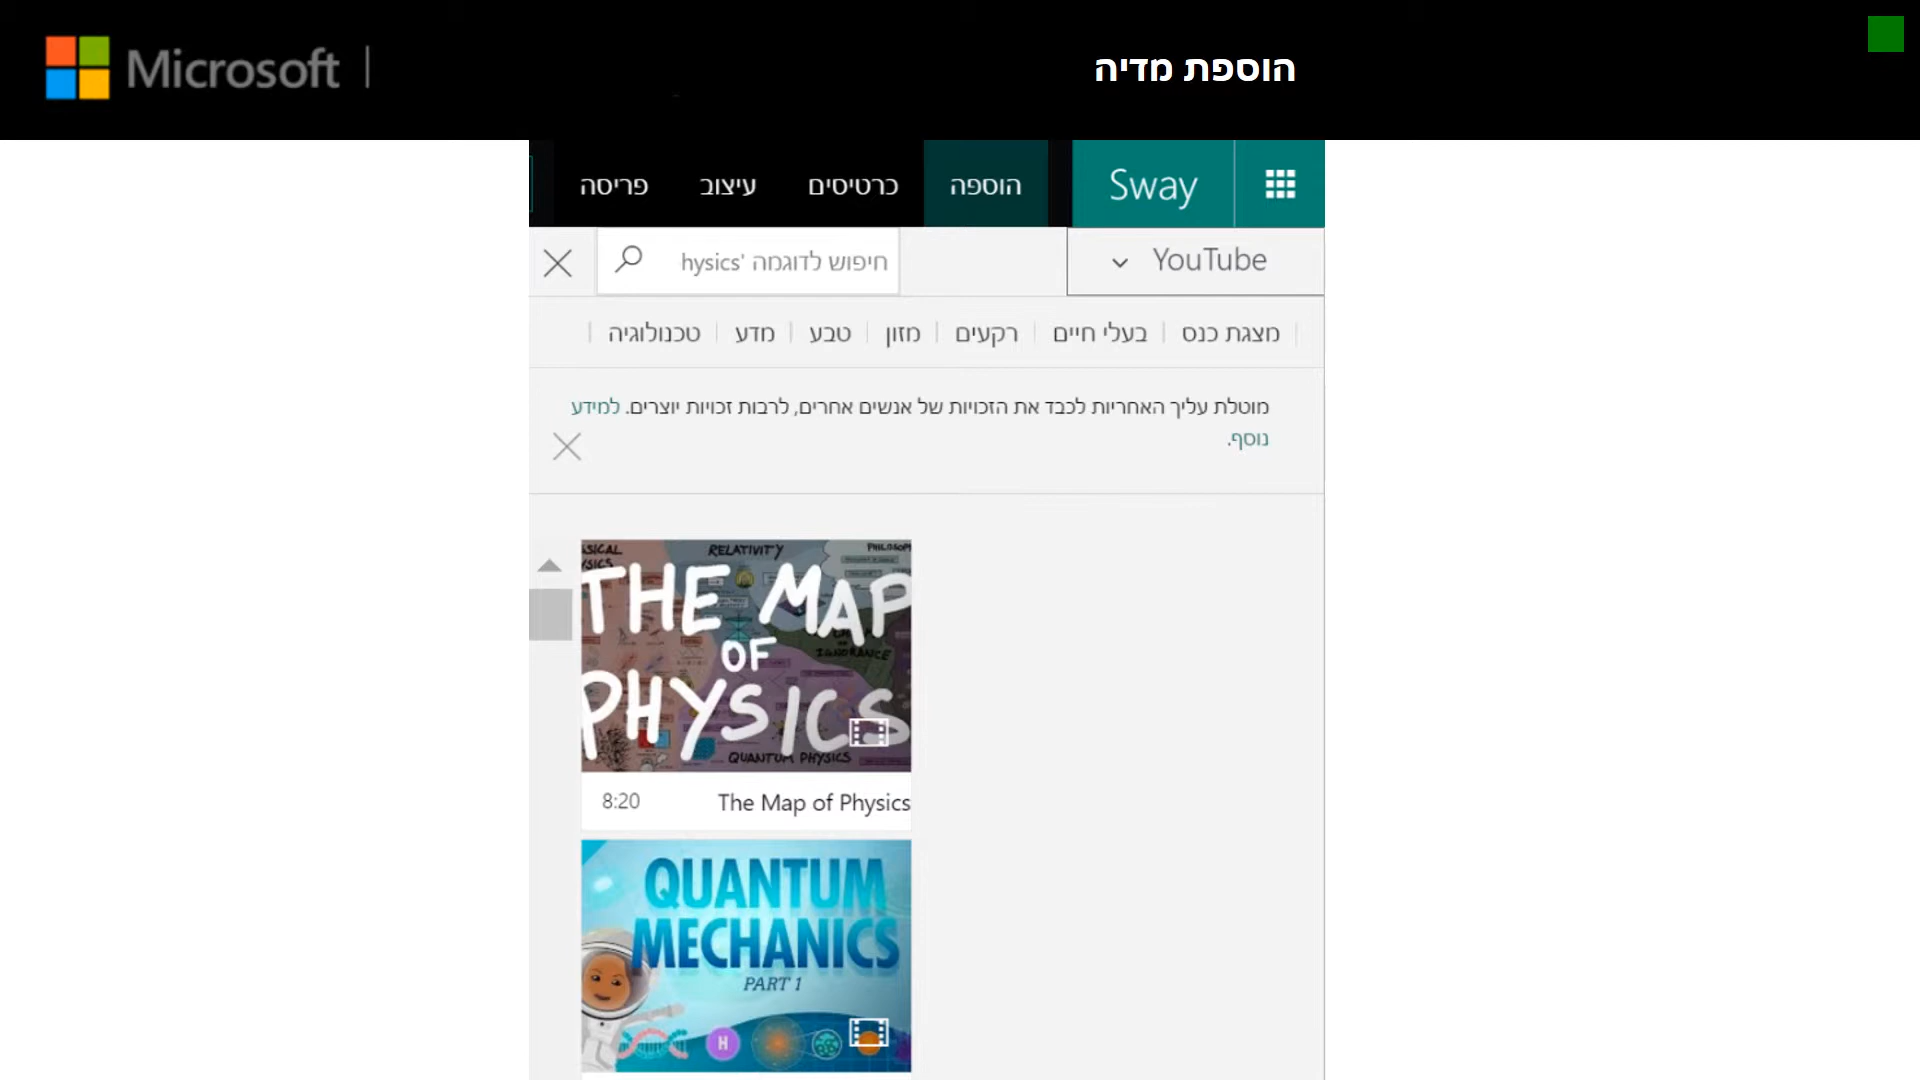 Microsoft
הוספת מדיה
Sway
הוספה
כרטיסים
עיצוב
פריסה
YouTube
חיפוש לדוגמה 'hysics
מצגת כנס | בעלי חיים | רקעים | מזון | טבע | מדע | טכנולוגיה
מוטלת עליך האחריות לכבד את הזכויות של אנשים אחרים, לרבות זכויות יוצרים. למידע
נוסף.
RELATIVITY
THE MAP
OF
IGNORANCE
PHYSICS
QUANTUM PHYSICS
The Map of Physics
8:20
QUANTUM
MECHANICS
PART 1
H